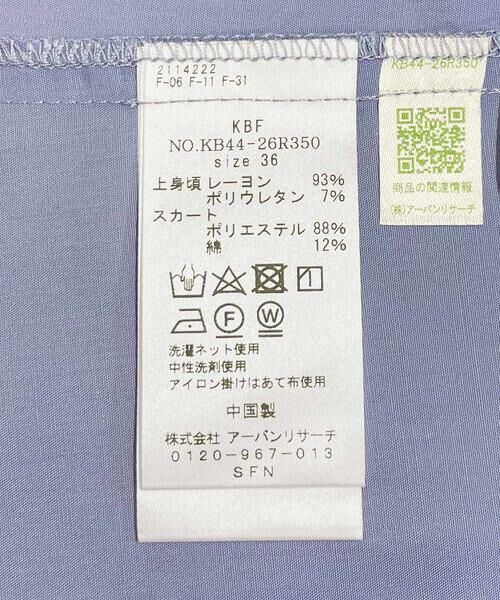 2114222
F-06 F-11 F-31
KBF
NO.KB44-26R350
size 36
上身頃 レーヨン 93%
ポリウレタン 7%
スカート
ポリエステル 88%
綿 12%
F W
洗濯ネット使用
中性洗剤使用
アイロン掛けはあて布使用
中国製
株式会社 アーバンリサーチ
0120-967-013
SFN
KB44-26R350
商品の関連情報
(株)アーバンリサーチ